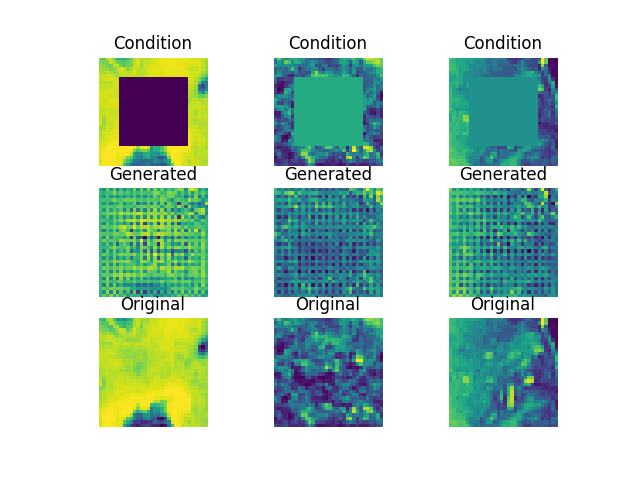 Condition Condition Condition
Generated Generated Generated
Original Original Original